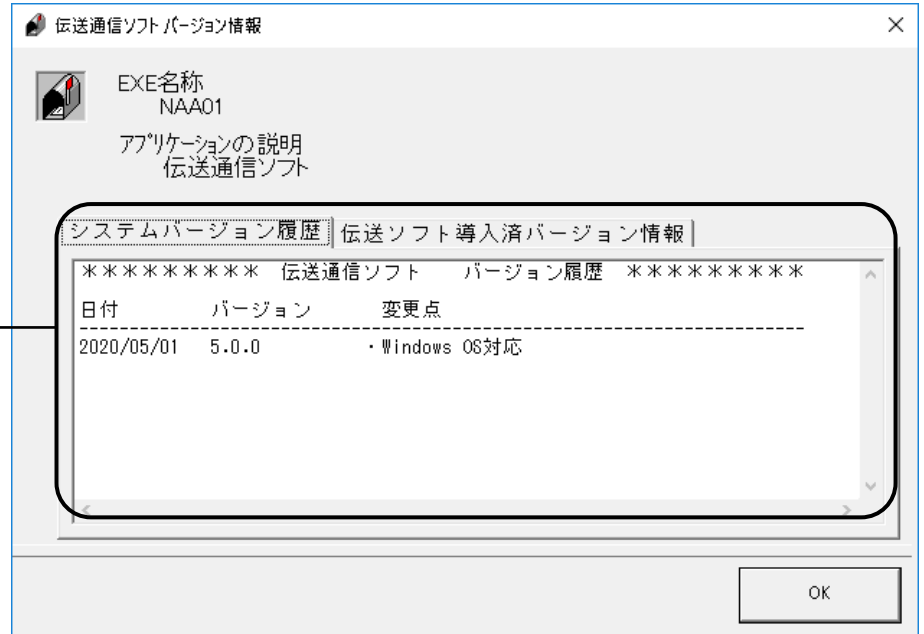 伝送通信ソフト バージョン情報
EXE名称
NAA01
アプリケーションの説明
伝送通信ソフト
システムバージョン履歴 伝送ソフト導入済バージョン情報
********* 伝送通信ソフト バージョン履歴 *********
日付 バージョン 変更点
--------------------------------------------------------------------------------
2020/05/01 5.0.0 ・Windows OS対応
OK